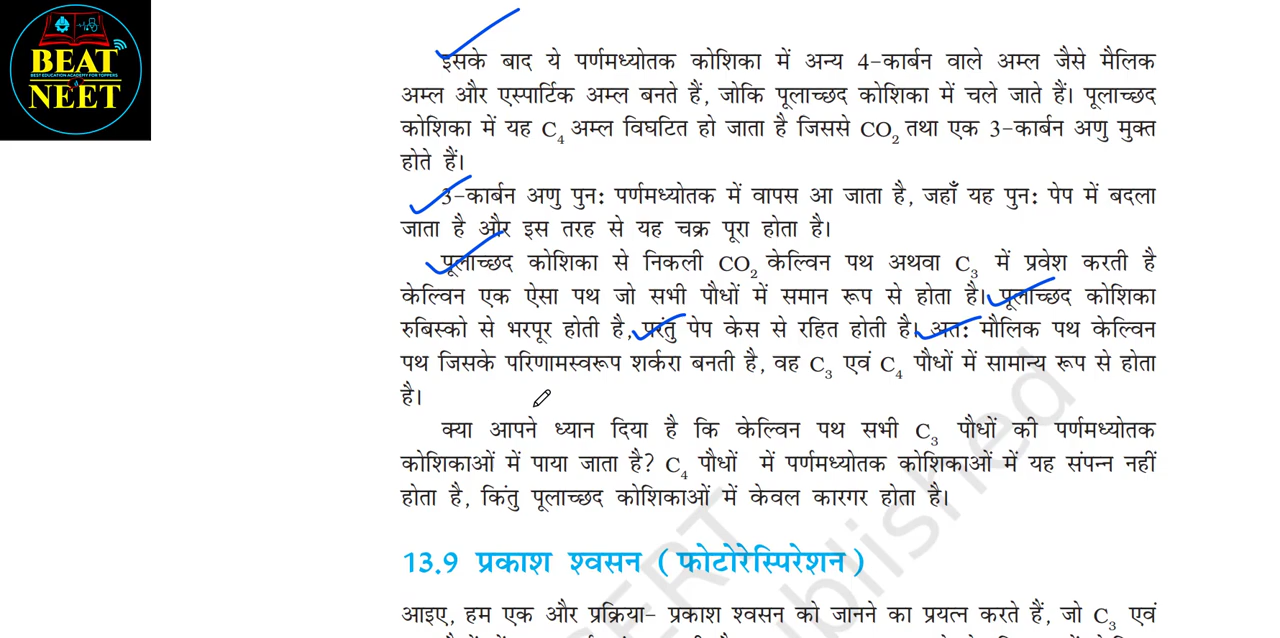 BEAT
BEST EDUCATION ACADEMY FOR TOPPERS
NEET
इसके बाद ये पर्णमध्योतक कोशिका में अन्य 4-कार्बन वाले अम्ल जैसे मैलिक
अम्ल और एस्पार्टिक अम्ल बनते हैं, जोकि पूलाच्छद कोशिका में चले जाते हैं। पूलाच्छद
कोशिका में यह C₄ अम्ल विघटित हो जाता है जिससे CO₂ तथा एक 3-कार्बन अणु मुक्त
होते हैं।
3-कार्बन अणु पुनः पर्णमध्योतक में वापस आ जाता है, जहाँ यह पुनः पेप में बदला
जाता है और इस तरह से यह चक्र पूरा होता है।
पूलाच्छद कोशिका से निकली CO₂ केल्विन पथ अथवा C₃ में प्रवेश करती है
केल्विन एक ऐसा पथ जो सभी पौधों में समान रूप से होता है। पूलाच्छद कोशिका
रुबिस्को से भरपूर होती है, परंतु पेप केस से रहित होती है। अतः मौलिक पथ केल्विन
पथ जिसके परिणामस्वरूप शर्करा बनती है, वह C₃ एवं C₄ पौधों में सामान्य रूप से होता
है।
क्या आपने ध्यान दिया है कि केल्विन पथ सभी C₃ पौधों की पर्णमध्योतक
कोशिकाओं में पाया जाता है? C₄ पौधों में पर्णमध्योतक कोशिकाओं में यह संपन्न नहीं
होता है, किंतु पूलाच्छद कोशिकाओं में केवल कारगर होता है।
13.9 प्रकाश श्वसन (फोटोरेस्पिरेशन)
आइए, हम एक और प्रक्रिया- प्रकाश श्वसन को जानने का प्रयत्न करते हैं, जो C₃ एवं